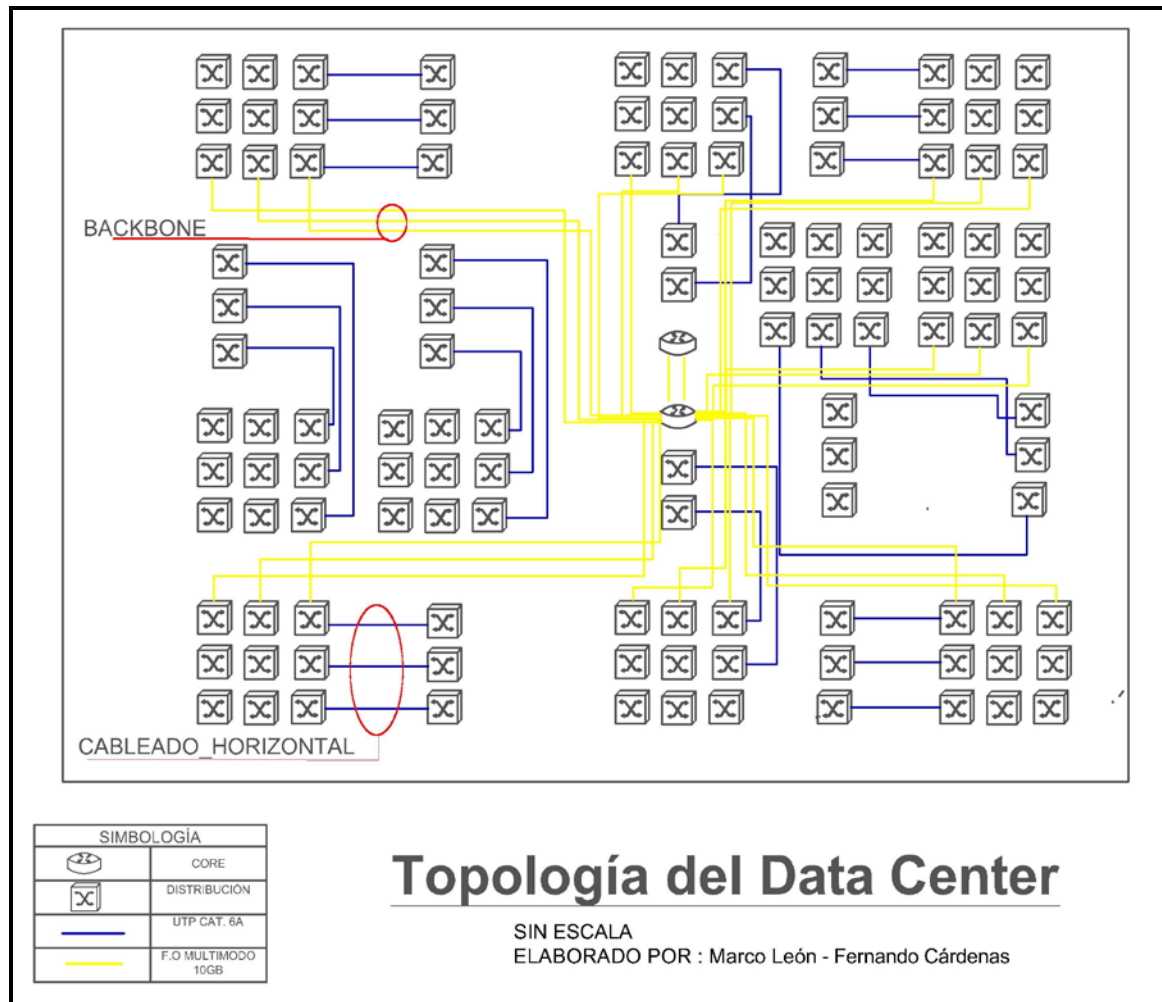 BACKBONE
CABLEADO_HORIZONTAL
SIMBOLOGÍA
CORE
DISTRIBUCIÓN
UTP CAT. 6A
F.O MULTIMODO
10GB
Topología del Data Center
SIN ESCALA
ELABORADO POR : Marco León - Fernando Cárdenas